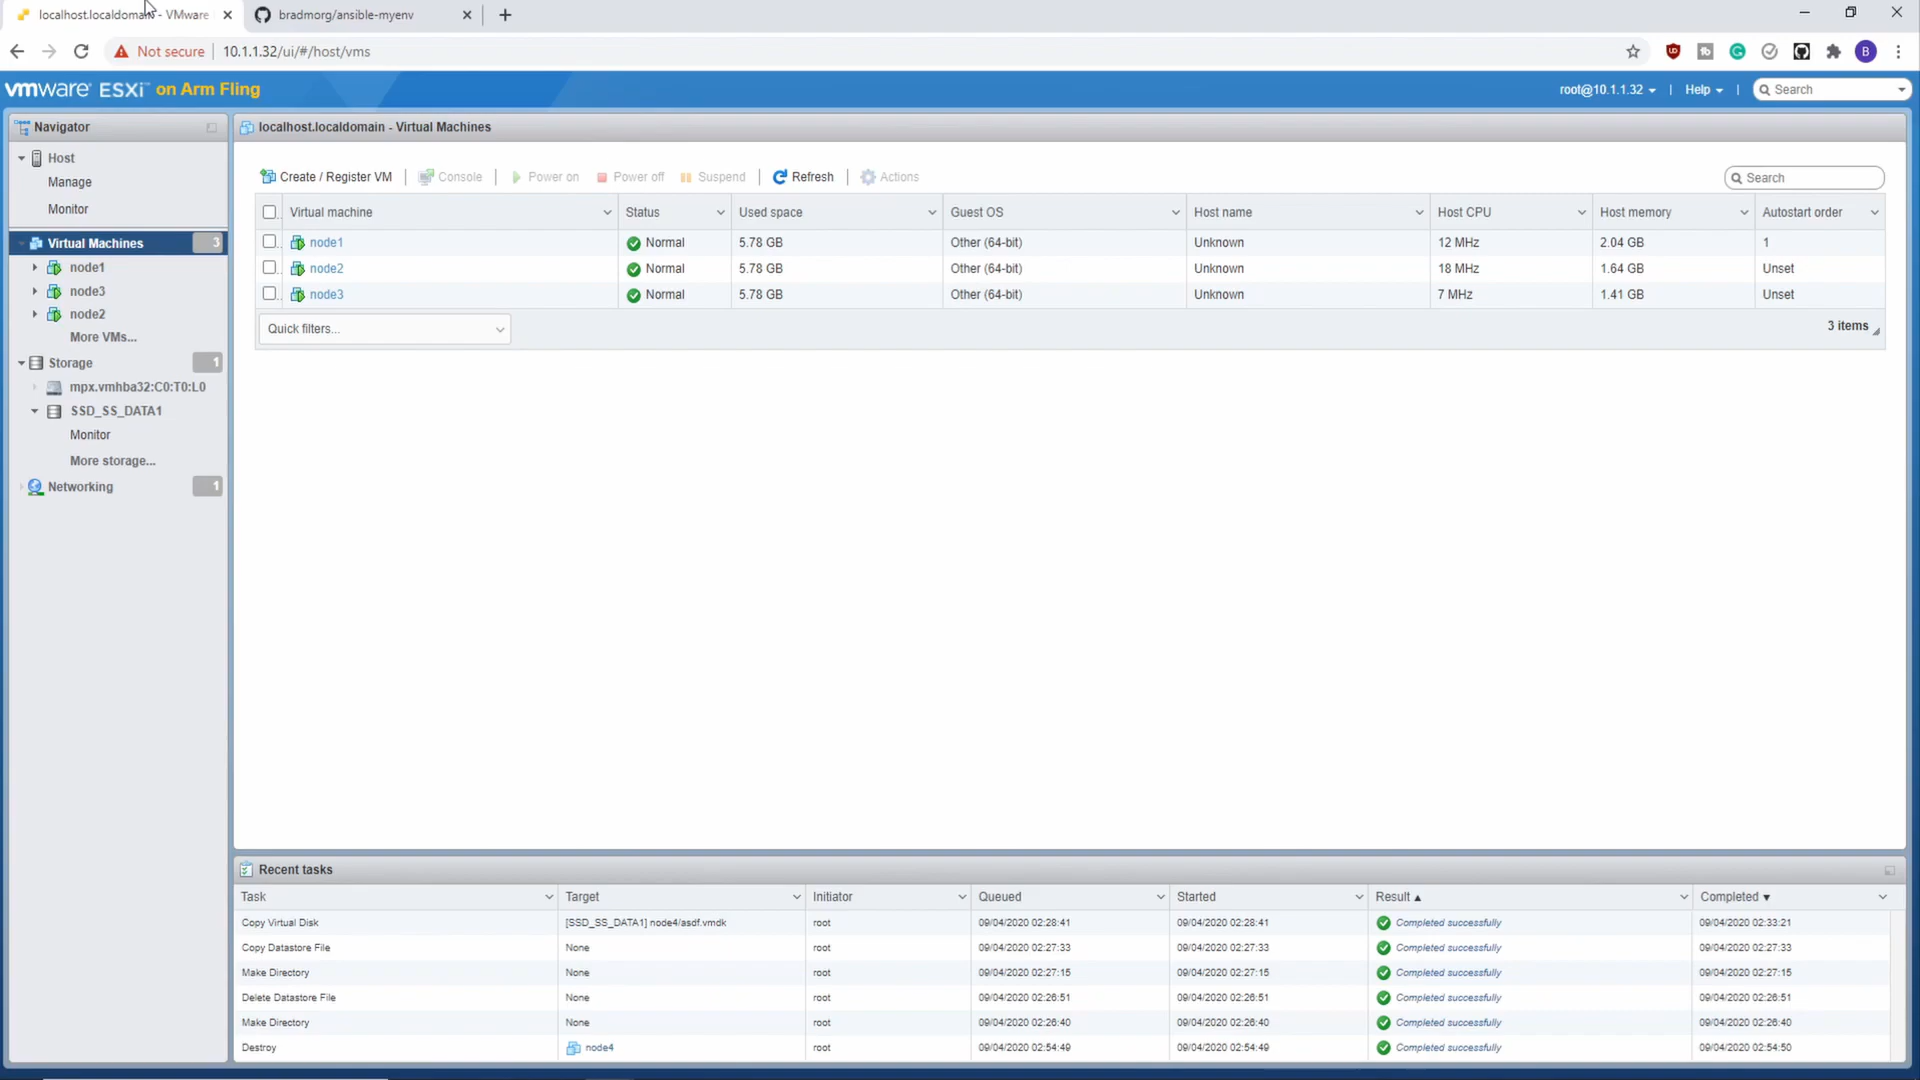 localhost.localdomain - VMware
bradmorg/ansible-myenv
Not secure
10.1.1.32/ui/#/host/vms
B
vmware ESXi™ on Arm Fling
root@10.1.1.32
|
Help
|
Search
Navigator
Host
Manage
Monitor
Virtual Machines 3
node1
node3
node2
More VMs...
Storage 1
mpx.vmhba32:C0:T0:L0
SSD_SS_DATA1
Monitor
More storage...
Networking 1
localhost.localdomain - Virtual Machines
Create / Register VM | Console | Power on Power off Suspend | Refresh | Actions
Search
Virtual machine Status Used space Guest OS Host name Host CPU Host memory Autostart order
node1 Normal 5.78 GB Other (64-bit) Unknown 12 MHz 2.04 GB 1
node2 Normal 5.78 GB Other (64-bit) Unknown 18 MHz 1.64 GB Unset
node3 Normal 5.78 GB Other (64-bit) Unknown 7 MHz 1.41 GB Unset
Quick filters...
3 items
Recent tasks
Task Target Initiator Queued Started Result ▲ Completed ▼
Copy Virtual Disk [SSD_SS_DATA1] node4/asdf.vmdk root 09/04/2020 02:28:41 09/04/2020 02:28:41 Completed successfully 09/04/2020 02:33:21
Copy Datastore File None root 09/04/2020 02:27:33 09/04/2020 02:27:33 Completed successfully 09/04/2020 02:27:33
Make Directory None root 09/04/2020 02:27:15 09/04/2020 02:27:15 Completed successfully 09/04/2020 02:27:15
Delete Datastore File None root 09/04/2020 02:26:51 09/04/2020 02:26:51 Completed successfully 09/04/2020 02:26:51
Make Directory None root 09/04/2020 02:26:40 09/04/2020 02:26:40 Completed successfully 09/04/2020 02:26:40
Destroy node4 root 09/04/2020 02:54:49 09/04/2020 02:54:49 Completed successfully 09/04/2020 02:54:50